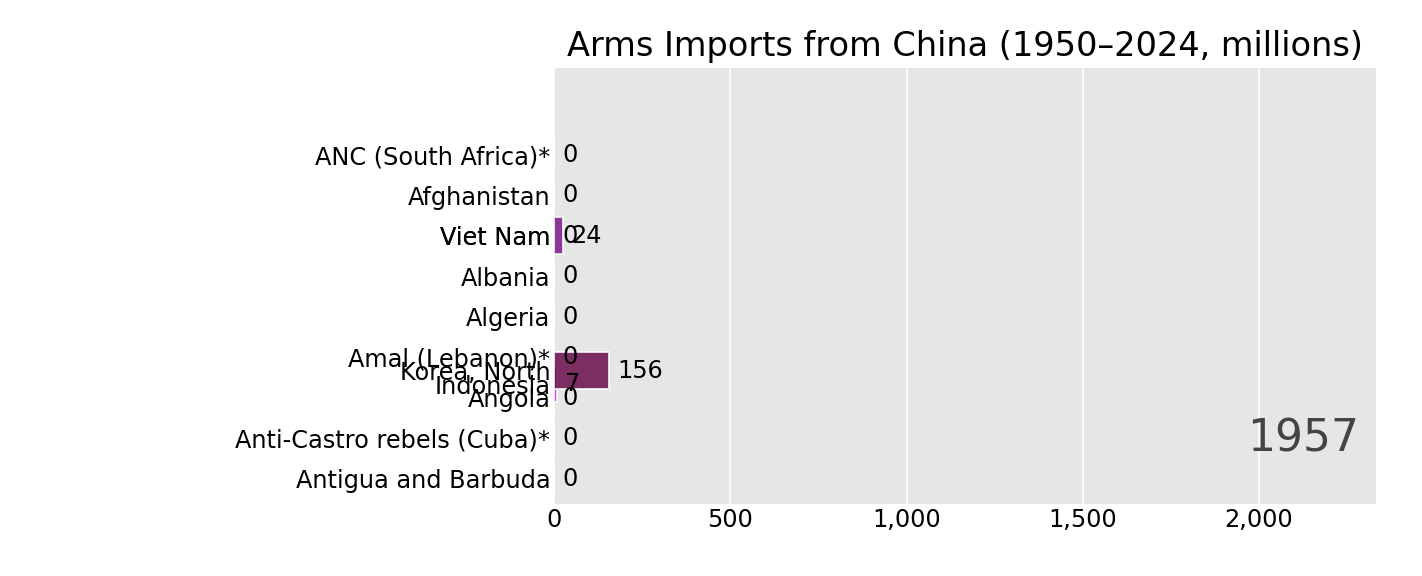 Arms Imports from China (1950–2024, millions)
ANC (South Africa)* 0
Afghanistan 0
Viet Nam 0 24
Albania 0
Algeria 0
Amal (Lebanon)* 0
Korea, North 156
Indonesia 7
Angola 0
Anti-Castro rebels (Cuba)* 0
1957
Antigua and Barbuda 0
0 500 1,000 1,500 2,000